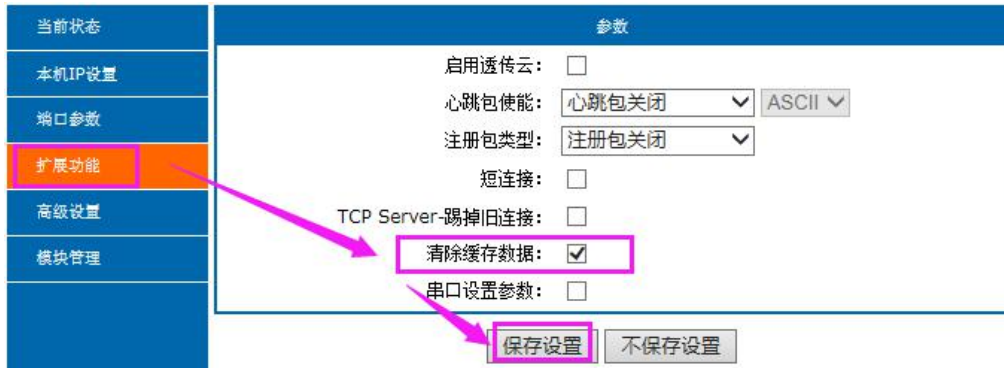 当前状态
本机IP设置
端口参数
扩展功能
高级设置
模块管理
参数
启用透传云：
心跳包使能： 心跳包关闭 ASCII
注册包类型： 注册包关闭
短连接：
TCP Server-踢掉旧连接：
清除缓存数据：
串口设置参数：
保存设置 不保存设置